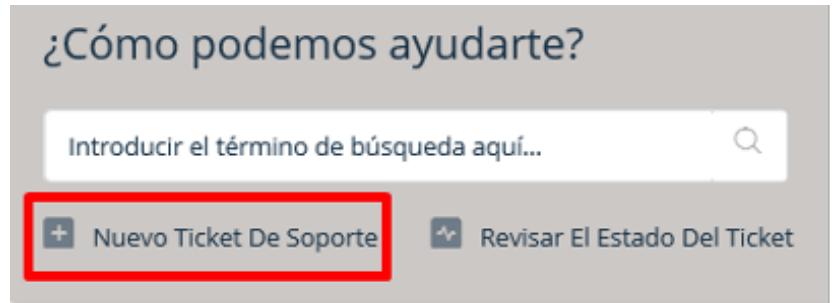 ¿Cómo podemos ayudarte?
Introducir el término de búsqueda aquí...
Nuevo Ticket De Soporte Revisar El Estado Del Ticket